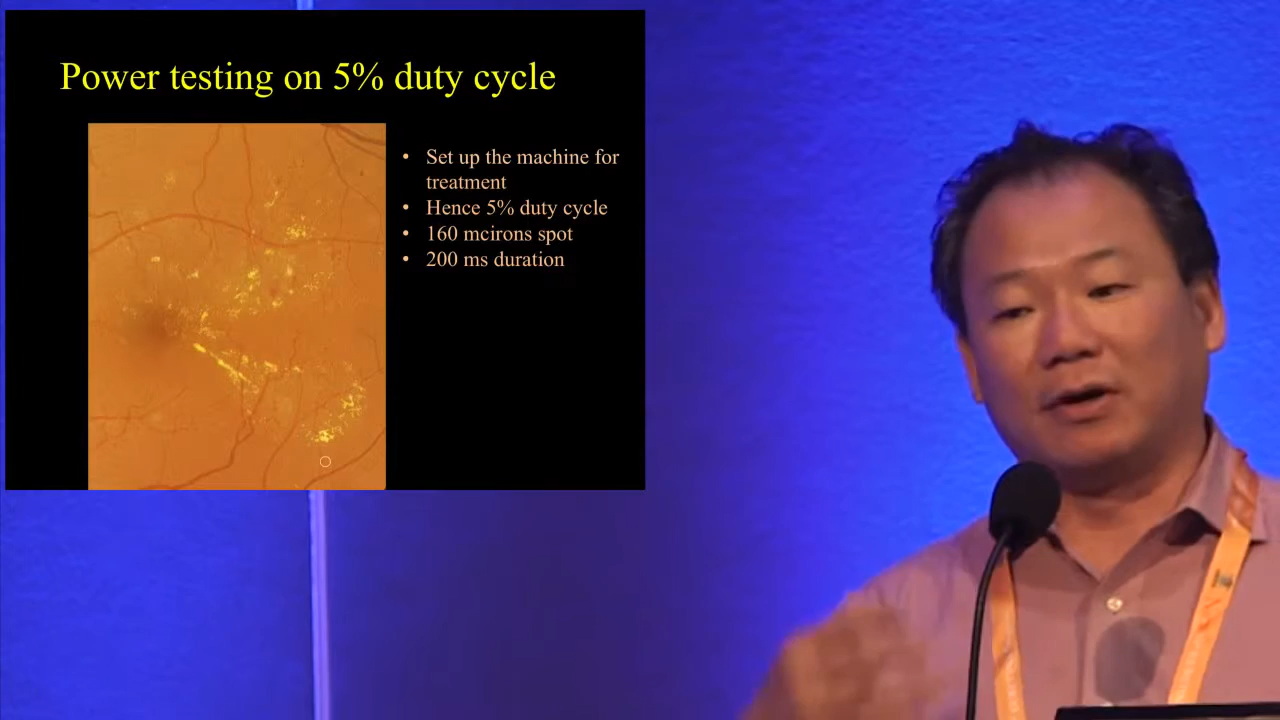 Power testing on 5% duty cycle
• Set up the machine for
treatment
• Hence 5% duty cycle
• 160 mcirons spot
• 200 ms duration